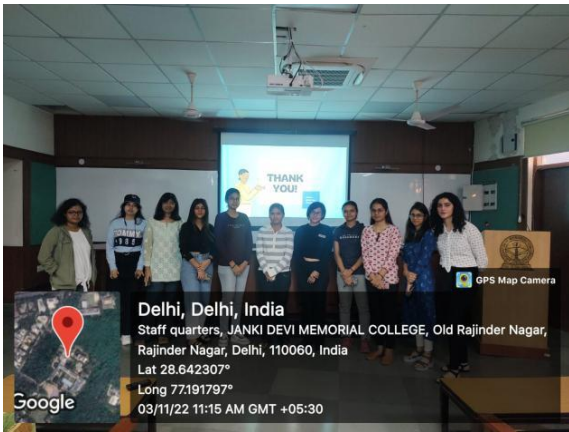 THANK
YOU!
GPS Map Camera
Delhi, Delhi, India
Staff quarters, JANKI DEVI MEMORIAL COLLEGE, Old Rajinder Nagar,
Rajinder Nagar, Delhi, 110060, India
Lat 28.642307°
Long 77.191797°
03/11/22 11:15 AM GMT +05:30
Google